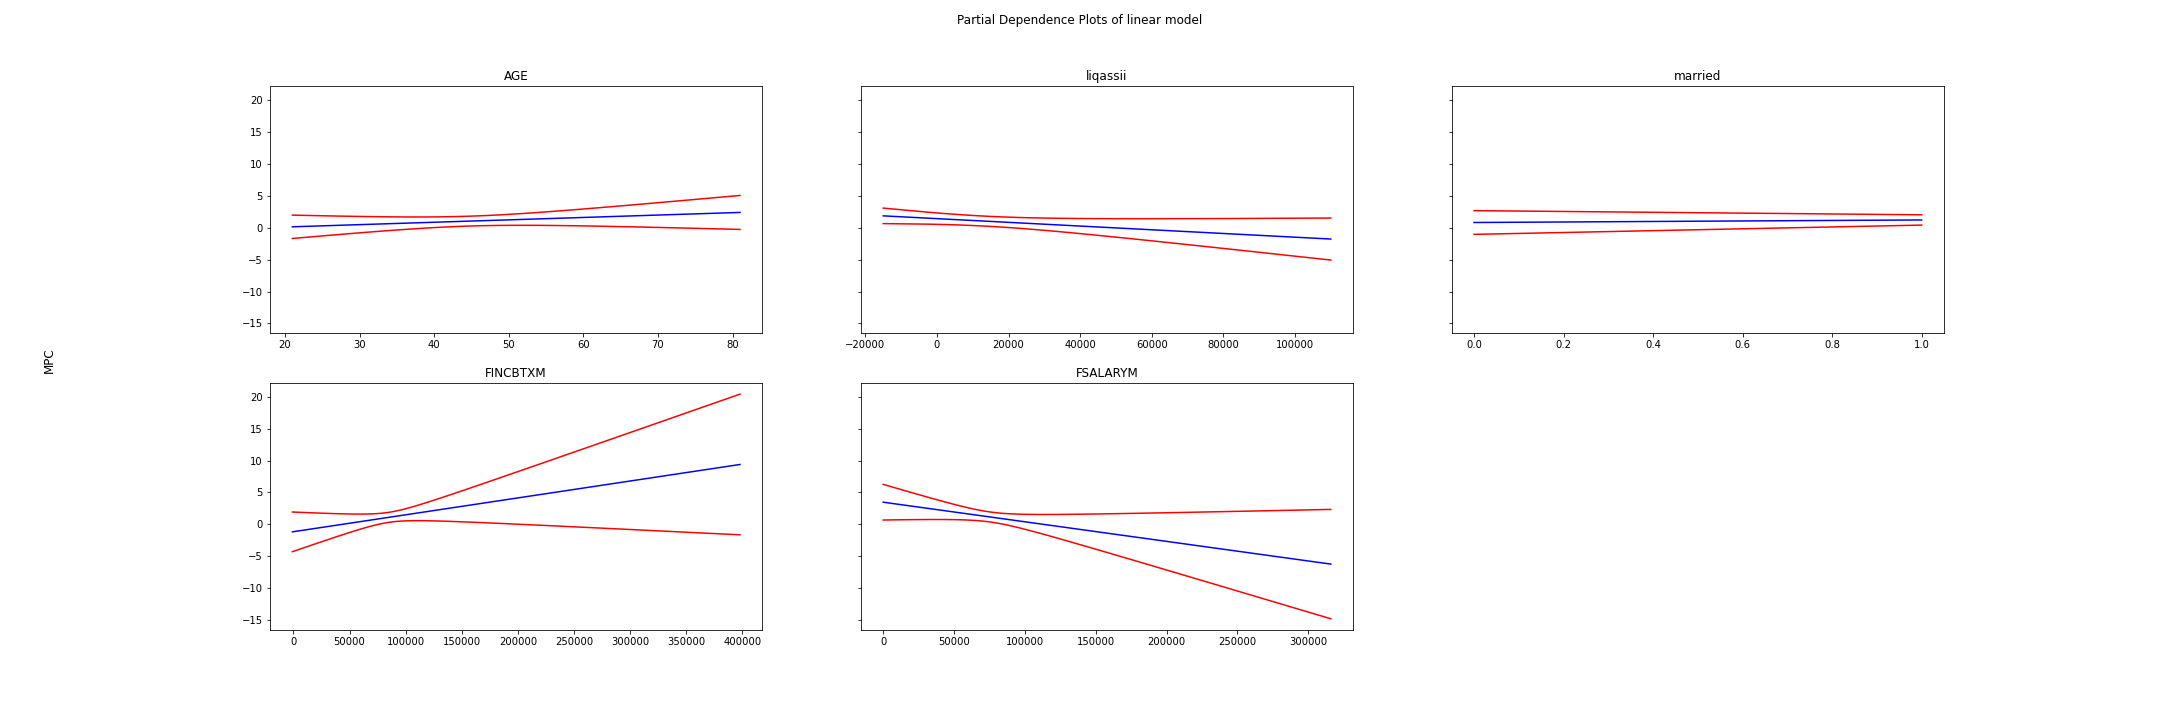 Partial Dependence Plots of linear model
AGE
liqassii
married
20
15
10
5
0
−5
−10
−15
20 30 40 50 60 70 80
−20000 0 20000 40000 60000 80000 100000
0.0 0.2 0.4 0.6 0.8 1.0
MPC
FINCBTXM
FSALARYM
20
15
10
5
0
−5
−10
−15
0 50000 100000 150000 200000 250000 300000 350000 400000
0 50000 100000 150000 200000 250000 300000